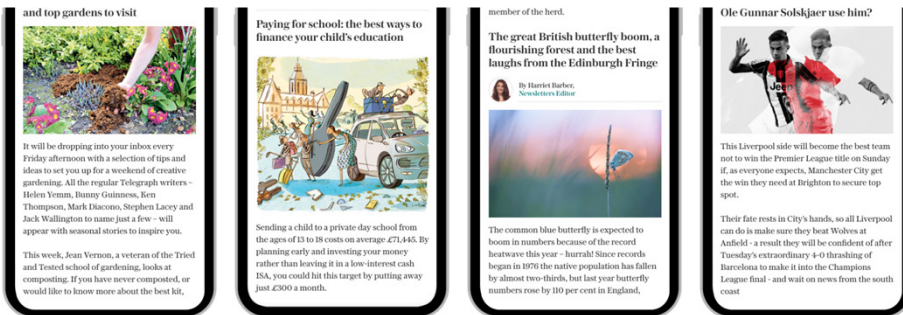 and top gardens to visit
It will be dropping into your inbox every
Friday afternoon with a selection of tips and
ideas to set you up for a weekend of creative
gardening. All the regular Telegraph writers –
Helen Yemm, Bunny Guinness, Ken
Thompson, Mark Diacono, Stephen Lacey and
Jack Wallington to name just a few – will
appear with seasonal stories to inspire you.
This week, Jean Vernon, a veteran of the Tried
and Tested school of gardening, looks at
composting. If you have never composted, or
would like to know more about the best kit,
Paying for school: the best ways to
finance your child's education
Sending a child to a private day school from
the ages of 13 to 18 costs on average £71,445. By
planning early and investing your money
rather than leaving it in a low-interest cash
ISA, you could hit this target by putting away
just £300 a month.
member of the herd.
The great British butterfly boom, a
flourishing forest and the best
laughs from the Edinburgh Fringe
By Harriet Barber,
Newsletters Editor
The common blue butterfly is expected to
boom in numbers because of the record
heatwave this year – hurrah! Since records
began in 1976 the native population has fallen
by almost two-thirds, but last year butterfly
numbers rose by 110 per cent in England,
Ole Gunnar Solskjaer use him?
Jeep
This Liverpool side will become the best team
not to win the Premier League title on Sunday
if, as everyone expects, Manchester City get
the win they need at Brighton to secure top
spot.
Their fate rests in City's hands, so all Liverpool
can do is make sure they beat Wolves at
Anfield - a result they will be confident of after
Tuesday's extraordinary 4-0 thrashing of
Barcelona to make it into the Champions
League final - and wait on news from the south
coast